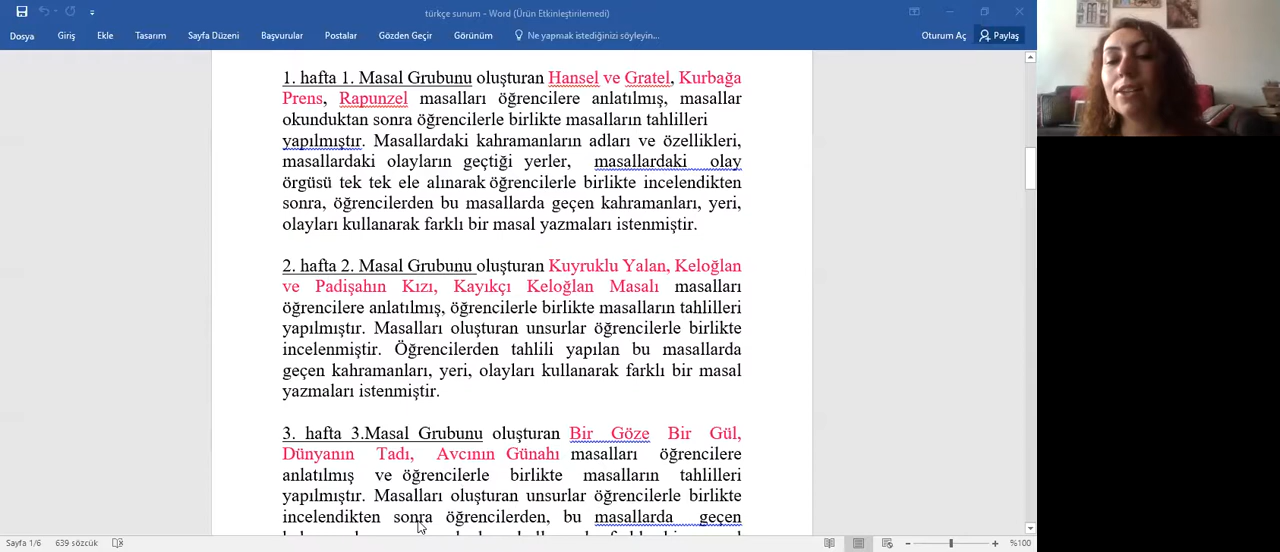 türkçe sunum - Word (Ürün Etkinleştirilemedi)
Dosya Giriş Ekle Tasarım Sayfa Düzeni Başvurular Postalar Gözden Geçir Görünüm Ne yapmak istediğinizi söyleyin... Oturum Aç Paylaş
1. hafta 1. Masal Grubunu oluşturan Hansel ve Gratel, Kurbağa
Prens, Rapunzel masalları öğrencilere anlatılmış, masallar
okunduktan sonra öğrencilerle birlikte masalların tahlilleri
yapılmıştır. Masallardaki kahramanların adları ve özellikleri,
masallardaki olayların geçtiği yerler, masallardaki olay
örgüsü tek tek ele alınarak öğrencilerle birlikte incelendikten
sonra, öğrencilerden bu masallarda geçen kahramanları, yeri,
olayları kullanarak farklı bir masal yazmaları istenmiştir.
2. hafta 2. Masal Grubunu oluşturan Kuyruklu Yalan, Keloğlan
ve Padişahın Kızı, Kayıkçı Keloğlan Masalı masalları
öğrencilere anlatılmış, öğrencilerle birlikte masalların tahlilleri
yapılmıştır. Masalları oluşturan unsurlar öğrencilerle birlikte
incelenmiştir. Öğrencilerden tahlili yapılan bu masallarda
geçen kahramanları, yeri, olayları kullanarak farklı bir masal
yazmaları istenmiştir.
3. hafta 3.Masal Grubunu oluşturan Bir Göze Bir Gül,
Dünyanın Tadı, Avcının Günahı masalları öğrencilere
anlatılmış ve öğrencilerle birlikte masalların tahlilleri
yapılmıştır. Masalları oluşturan unsurlar öğrencilerle birlikte
incelendikten sonra öğrencilerden, bu masallarda geçen
Sayfa 1/6 639 sözcük %100